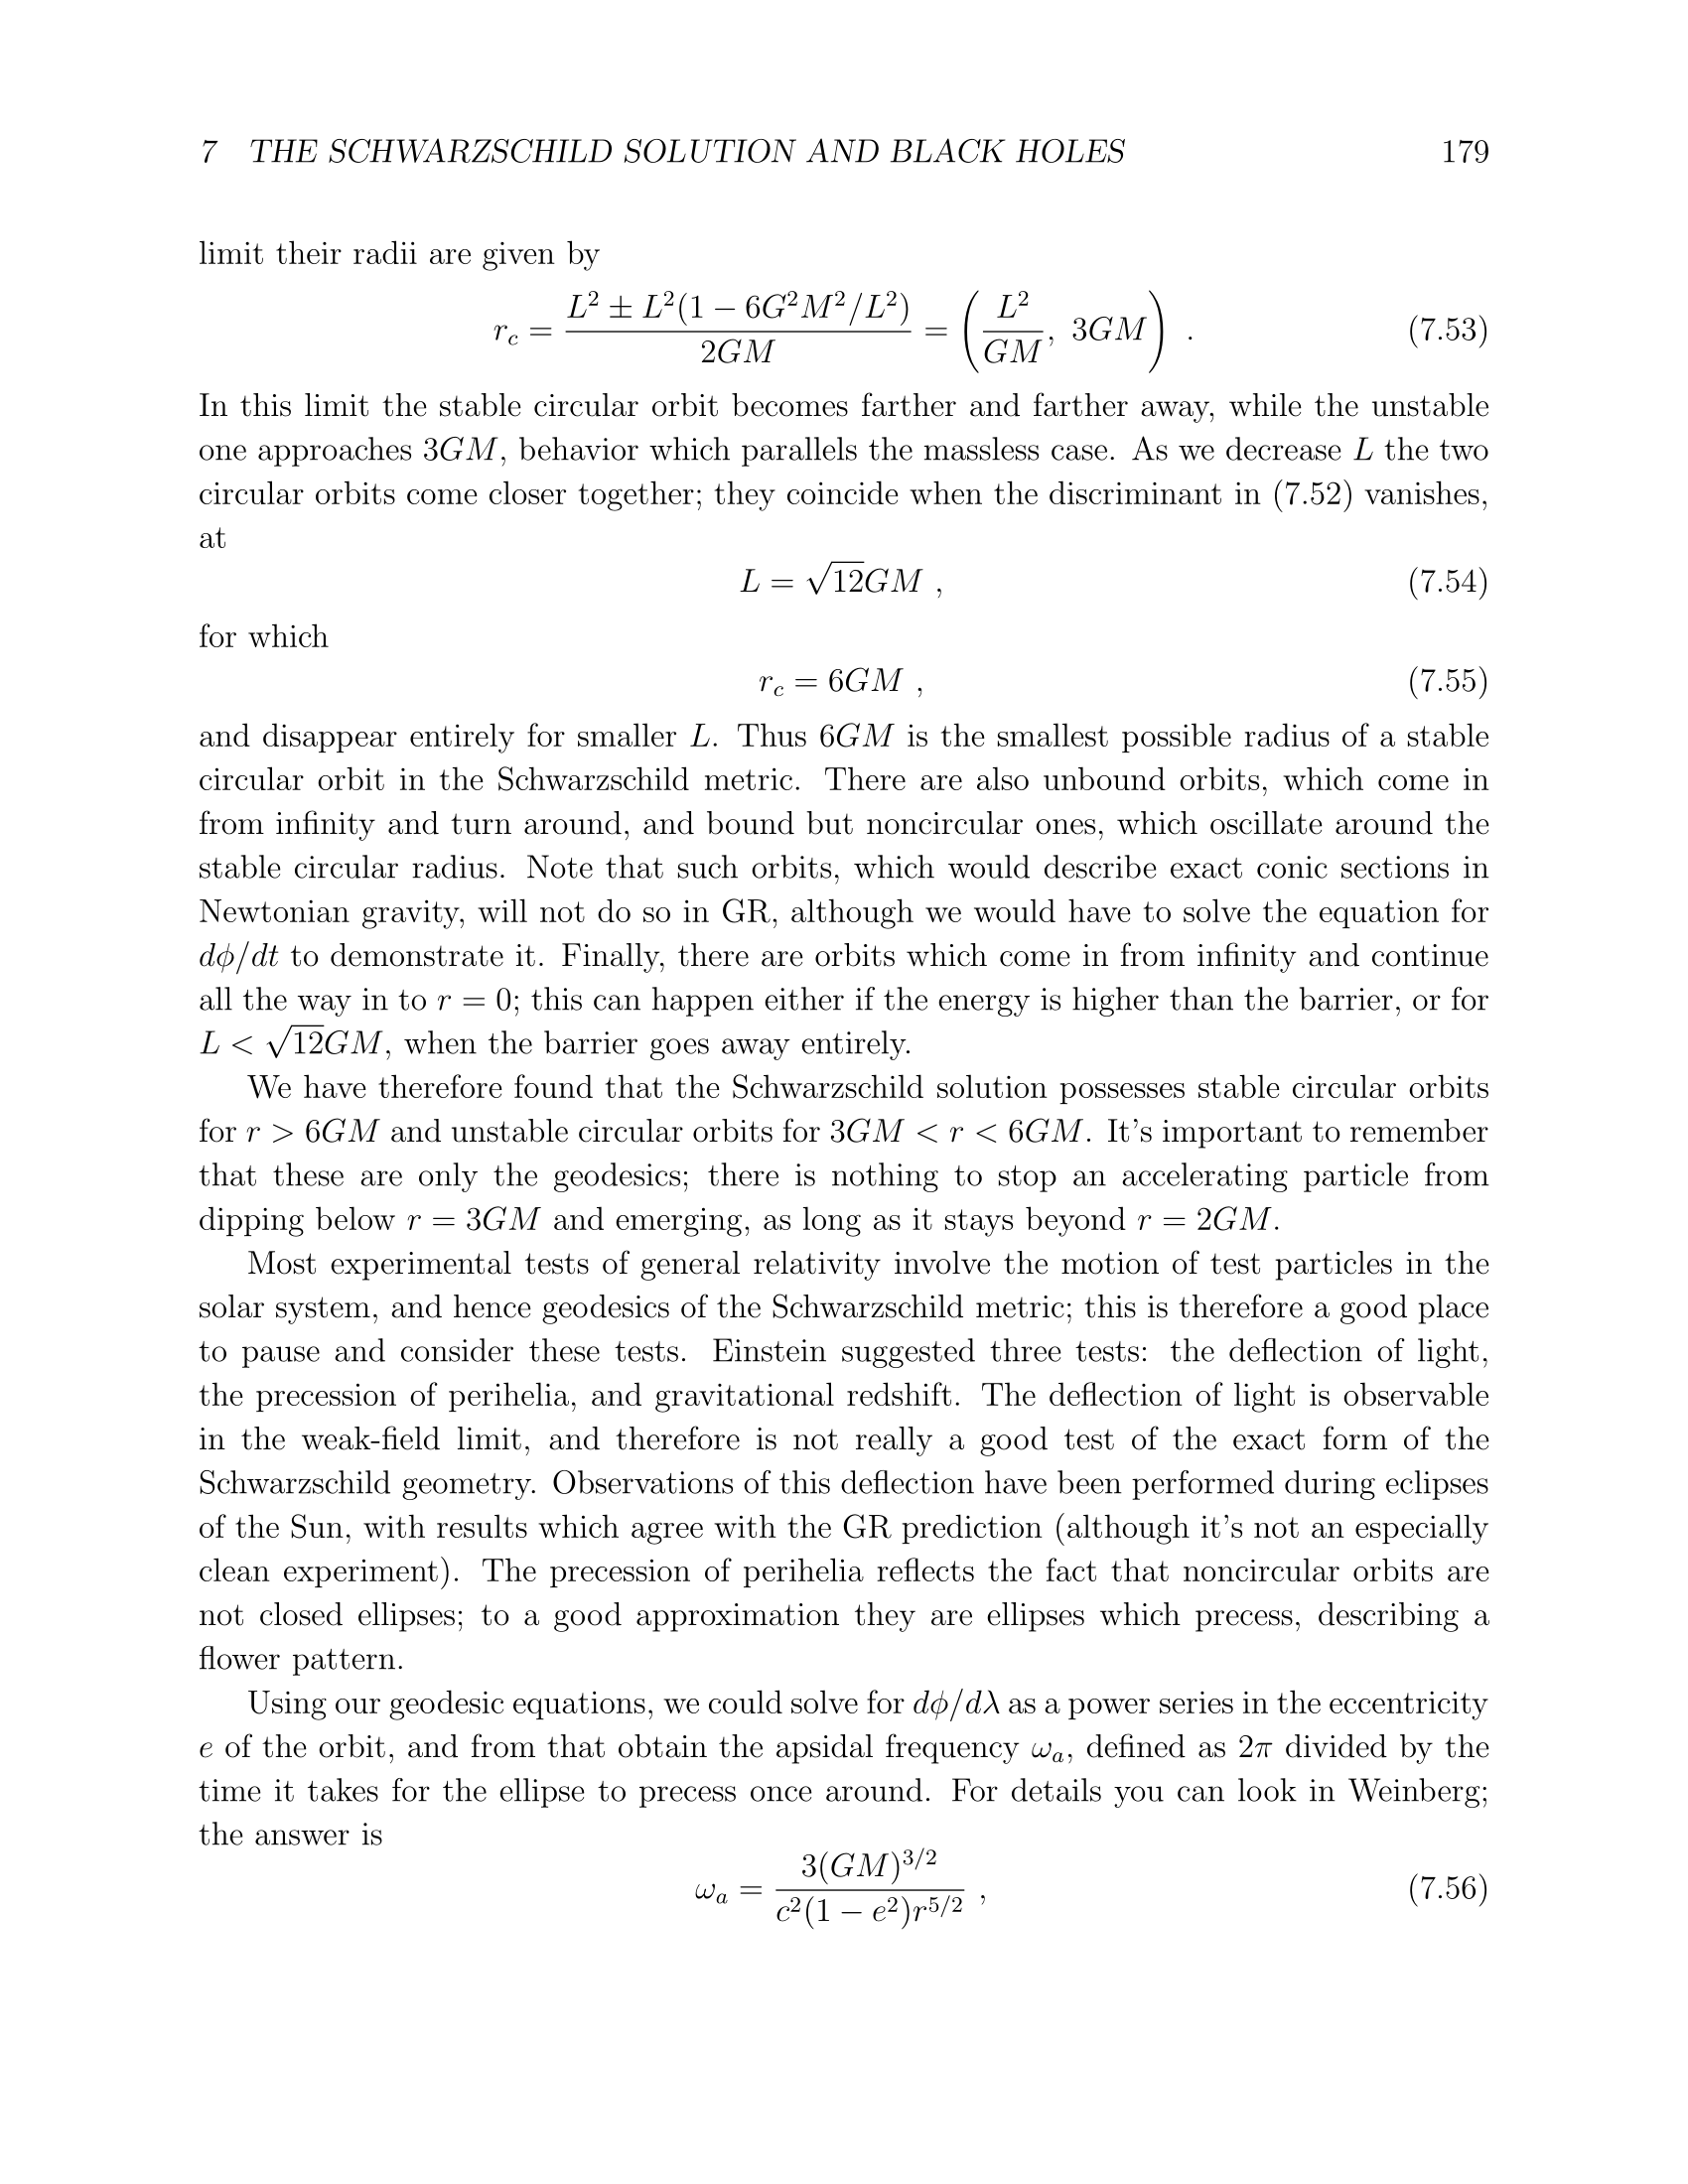 7 THE SCHWARZSCHILD SOLUTION AND BLACK HOLES 179
limit their radii are given by
r_c = \frac{L^2 ± L^2(1 − 6G^2M^2/L^2)}{2GM} = \left(\frac{L^2}{GM}, 3GM\right) . (7.53)
In this limit the stable circular orbit becomes farther and farther away, while the unstable
one approaches 3GM, behavior which parallels the massless case. As we decrease L the two
circular orbits come closer together; they coincide when the discriminant in (7.52) vanishes,
at
L = √12GM , (7.54)
for which
r_c = 6GM , (7.55)
and disappear entirely for smaller L. Thus 6GM is the smallest possible radius of a stable
circular orbit in the Schwarzschild metric. There are also unbound orbits, which come in
from infinity and turn around, and bound but noncircular ones, which oscillate around the
stable circular radius. Note that such orbits, which would describe exact conic sections in
Newtonian gravity, will not do so in GR, although we would have to solve the equation for
dϕ/dt to demonstrate it. Finally, there are orbits which come in from infinity and continue
all the way in to r = 0; this can happen either if the energy is higher than the barrier, or for
L < √12GM, when the barrier goes away entirely.
We have therefore found that the Schwarzschild solution possesses stable circular orbits
for r > 6GM and unstable circular orbits for 3GM < r < 6GM. It's important to remember
that these are only the geodesics; there is nothing to stop an accelerating particle from
dipping below r = 3GM and emerging, as long as it stays beyond r = 2GM.
Most experimental tests of general relativity involve the motion of test particles in the
solar system, and hence geodesics of the Schwarzschild metric; this is therefore a good place
to pause and consider these tests. Einstein suggested three tests: the deflection of light,
the precession of perihelia, and gravitational redshift. The deflection of light is observable
in the weak-field limit, and therefore is not really a good test of the exact form of the
Schwarzschild geometry. Observations of this deflection have been performed during eclipses
of the Sun, with results which agree with the GR prediction (although it's not an especially
clean experiment). The precession of perihelia reflects the fact that noncircular orbits are
not closed ellipses; to a good approximation they are ellipses which precess, describing a
flower pattern.
Using our geodesic equations, we could solve for dϕ/dλ as a power series in the eccentricity
e of the orbit, and from that obtain the apsidal frequency ω_a, defined as 2π divided by the
time it takes for the ellipse to precess once around. For details you can look in Weinberg;
the answer is
ω_a = \frac{3(GM)^{3/2}}{c^2(1 − e^2)r^{5/2}} , (7.56)